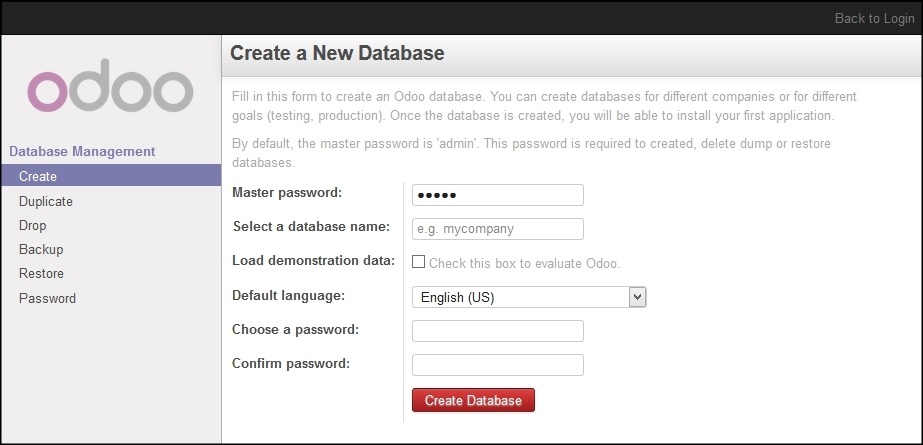 Back to Login
odoo
Database Management
Create
Duplicate
Drop
Backup
Restore
Password
Create a New Database
Fill in this form to create an Odoo database. You can create databases for different companies or for different
goals (testing, production). Once the database is created, you will be able to install your first application.
By default, the master password is 'admin'. This password is required to created, delete dump or restore
databases.
Master password: •••••
Select a database name: e.g. mycompany
Load demonstration data: Check this box to evaluate Odoo.
Default language: English (US)
Choose a password:
Confirm password:
Create Database